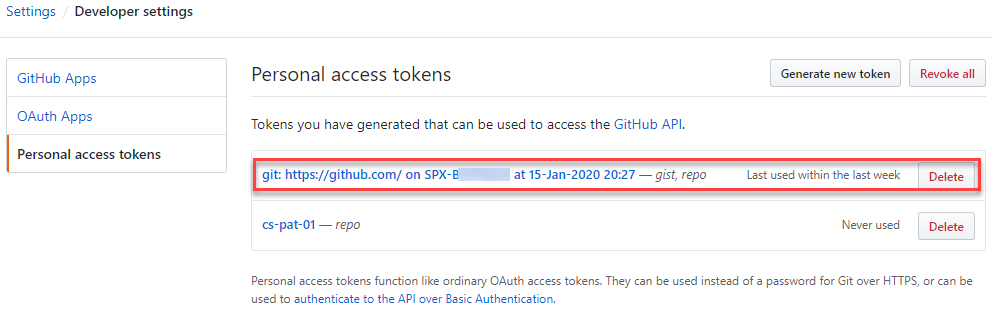 Settings / Developer settings
GitHub Apps
OAuth Apps
Personal access tokens
Personal access tokens
Generate new token
Revoke all
Tokens you have generated that can be used to access the GitHub API.
git: https://github.com/ on SPX-B at 15-Jan-2020 20:27 — gist, repo
Last used within the last week
Delete
cs-pat-01 — repo
Never used
Delete
Personal access tokens function like ordinary OAuth access tokens. They can be used instead of a password for Git over HTTPS, or can be
used to authenticate to the API over Basic Authentication.